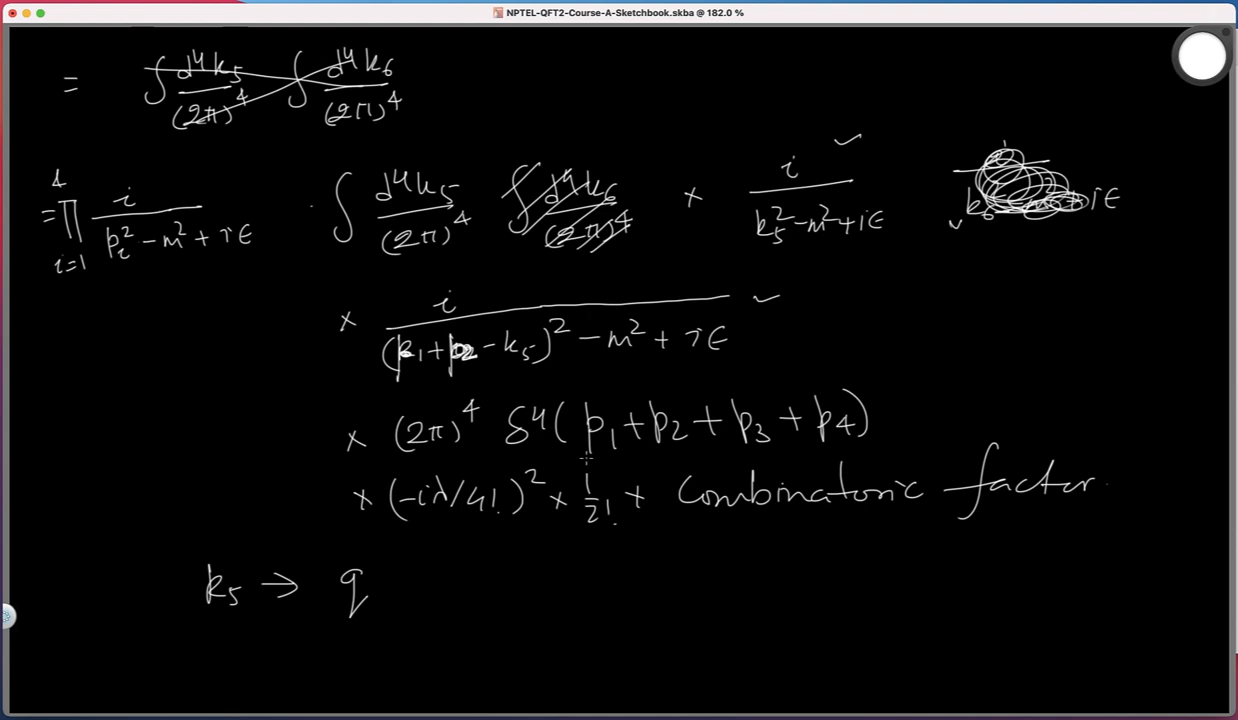 NPTEL-QFT2-Course-A-Sketchbook.skba @ 182.0 %
= ∫ d⁴k₅/(2π)⁴ ∫ d⁴k₆/(2π)⁴
= ∏_{i=1}^{4} i/(p_i² − m² + iε) · ∫ d⁴k₅/(2π)⁴ ∫ d⁴k₆/(2π)⁴ × i/(k₅² − m² + iε) ✓
× i/((p₁ + p₂ − k₅)² − m² + iε) ✓
× (2π)⁴ δ⁴(p₁ + p₂ + p₃ + p₄)
× (−iλ/4!)² × 1/2! × Combinatoric factor.
k₅ → q